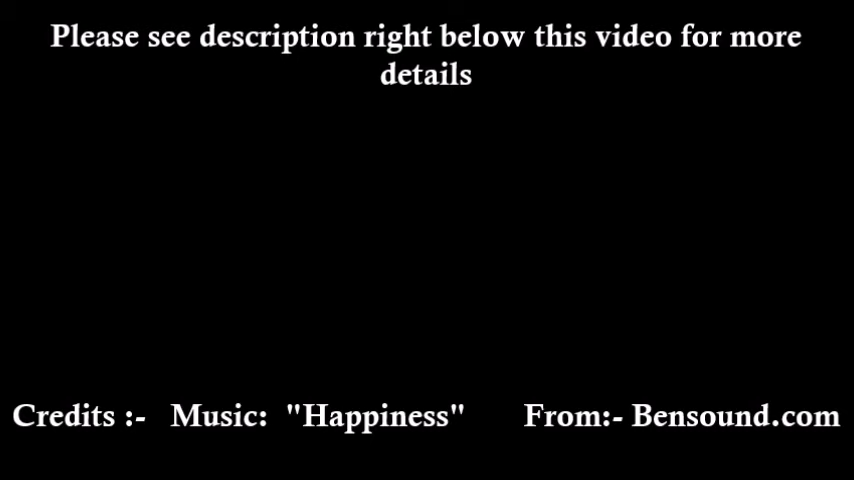 Please see description right below this video for more
details
Credits :-   Music:  "Happiness"       From:- Bensound.com